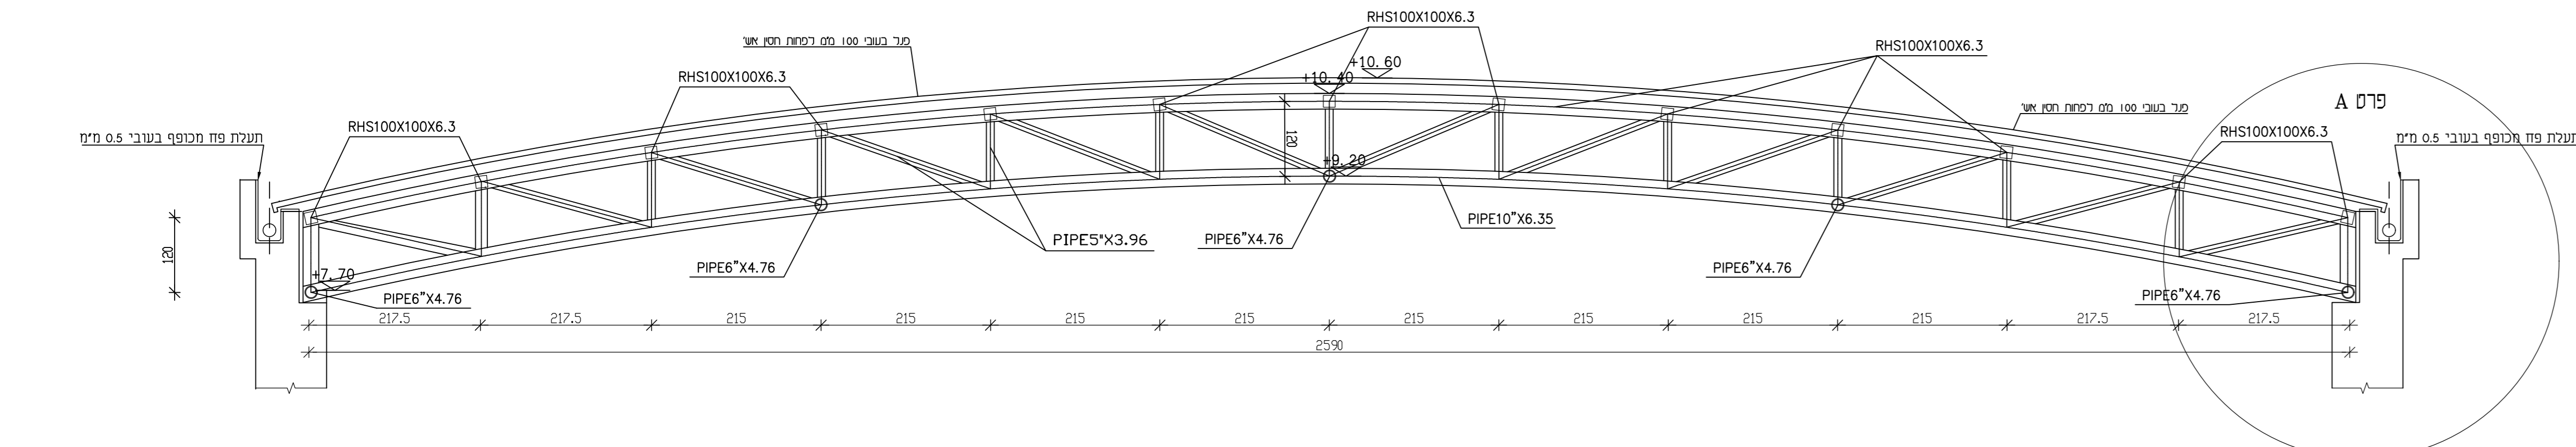 RHS100X100X6.3
RHS100X100X6.3
פנל בעובי 100 מ"מ לפחות חסין אש'
+10.60
+10.40
RHS100X100X6.3
פרט A
פנל בעובי 100 מ"מ לפחות חסין אש'
RHS100X100X6.3
RHS100X100X6.3
תעלת פח מכופף בעובי 0.5 מ"מ
תעלת פח מכופף בעובי 0.5 מ"מ
120
+9.20
PIPE10"X6.35
PIPE5"X3.96
PIPE6"X4.76
PIPE6"X4.76
PIPE6"X4.76
120
+7.70
PIPE6"X4.76
PIPE6"X4.76
217.5 217.5 215 215 215 215 215 215 215 215 217.5 217.5
2590